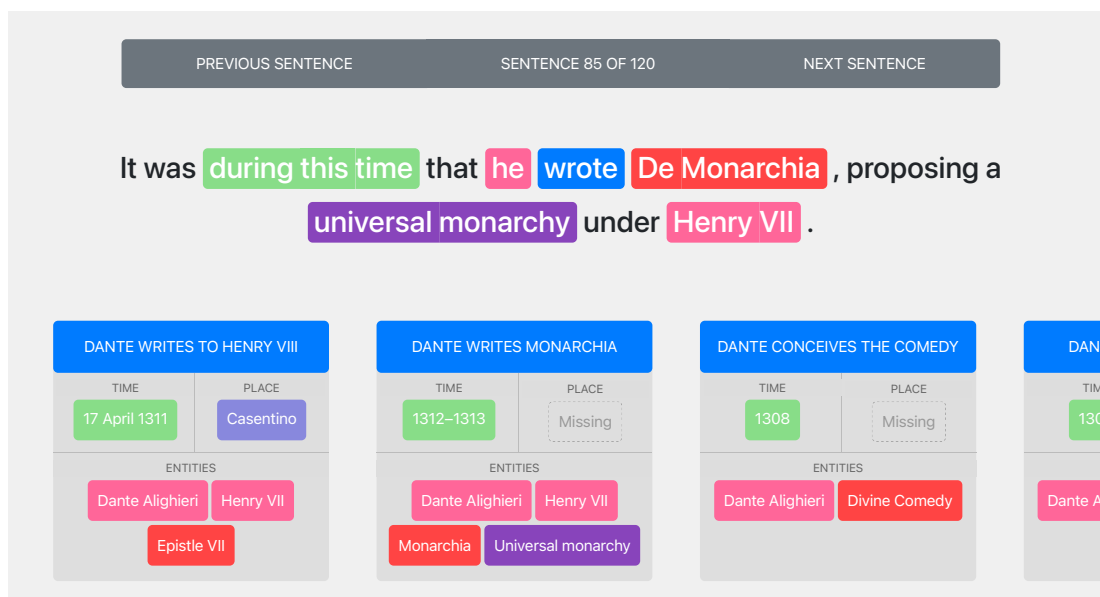 PREVIOUS SENTENCE SENTENCE 85 OF 120 NEXT SENTENCE
It was during this time that he wrote De Monarchia , proposing a
universal monarchy under Henry VII .
DANTE WRITES TO HENRY VIII
TIME PLACE
17 April 1311 Casentino
ENTITIES
Dante Alighieri Henry VII
Epistle VII
DANTE WRITES MONARCHIA
TIME PLACE
1312–1313 Missing
ENTITIES
Dante Alighieri Henry VII
Monarchia Universal monarchy
DANTE CONCEIVES THE COMEDY
TIME PLACE
1308 Missing
ENTITIES
Dante Alighieri Divine Comedy
DAN